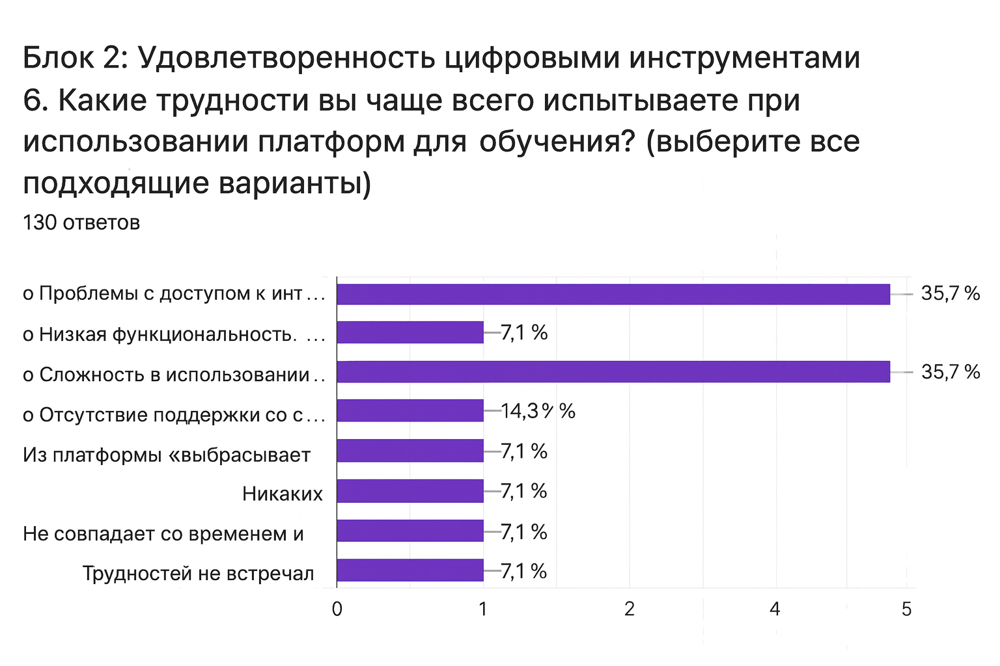 Блок 2: Удовлетворенность цифровыми инструментами
6. Какие трудности вы чаще всего испытываете при
использовании платформ для обучения? (выберите все
подходящие варианты)
130 ответов
о Проблемы с доступом к инт...
35,7 %
о Низкая функциональность. ...
7,1 %
о Сложность в использовании..
35,7 %
о Отсутствие поддержки со с...
14,3% %
Из платформы «выбрасывает
7,1 %
Никаких
7,1 %
Не совпадает со временем и
7,1 %
Трудностей не встречал
7,1 %
0 1 2 4 5